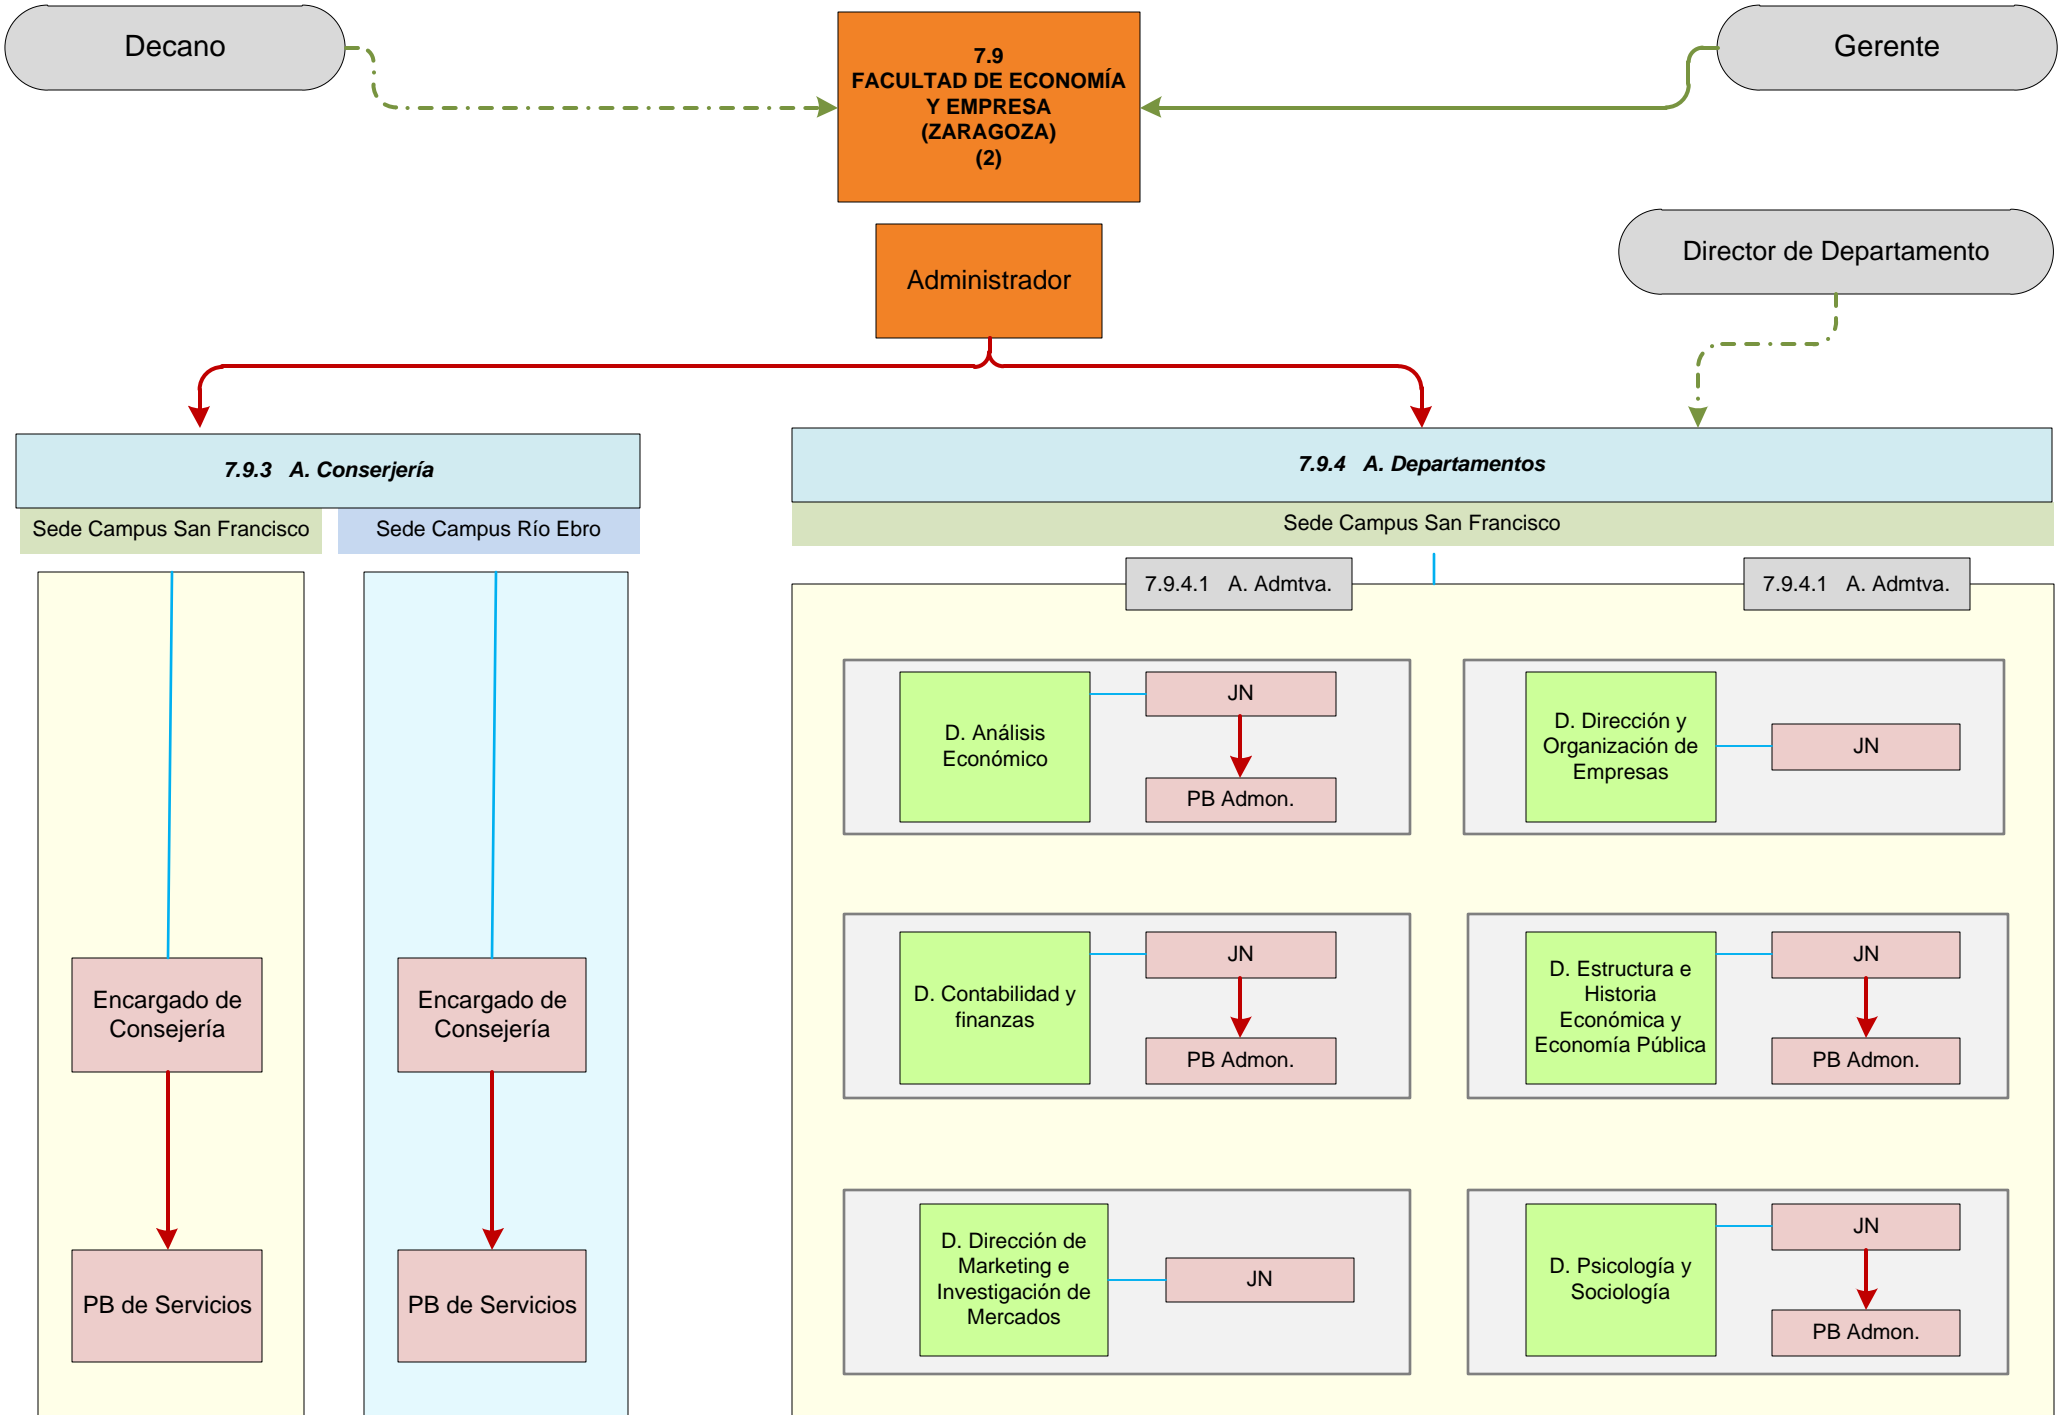 Decano
7.9
FACULTAD DE ECONOMÍA
Y EMPRESA
(ZARAGOZA)
(2)
Gerente
Administrador
Director de Departamento
7.9.3 A. Conserjería
Sede Campus San Francisco
Sede Campus Río Ebro
Encargado de
Consejería
PB de Servicios
Encargado de
Consejería
PB de Servicios
7.9.4 A. Departamentos
Sede Campus San Francisco
7.9.4.1 A. Admtva.
7.9.4.1 A. Admtva.
D. Análisis
Económico
JN
PB Admon.
D. Dirección y
Organización de
Empresas
JN
D. Contabilidad y
finanzas
JN
PB Admon.
D. Estructura e
Historia
Económica y
Economía Pública
JN
PB Admon.
D. Dirección de
Marketing e
Investigación de
Mercados
JN
D. Psicología y
Sociología
JN
PB Admon.